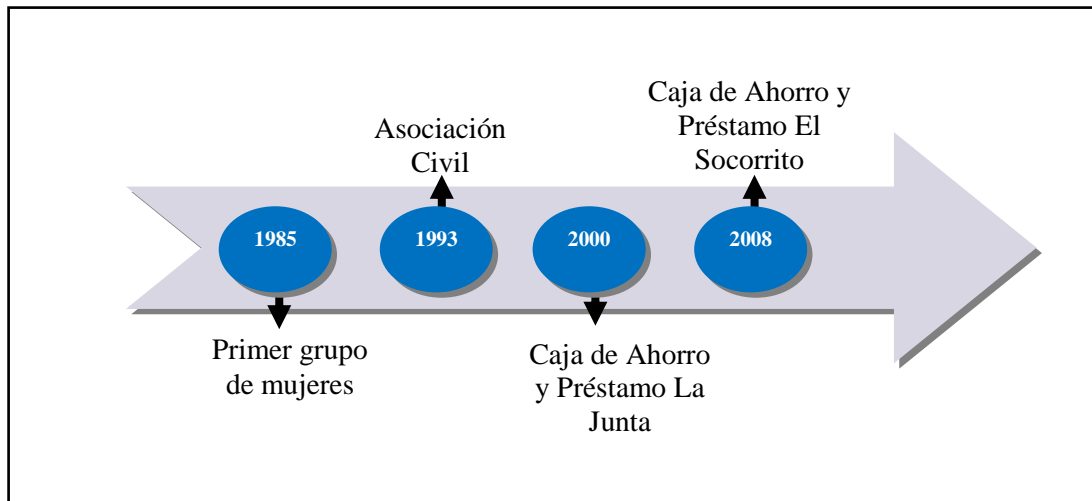 Caja de Ahorro y
Préstamo El
Socorrito
Asociación
Civil
1985
1993
2000
2008
Primer grupo
de mujeres
Caja de Ahorro
y Préstamo La
Junta